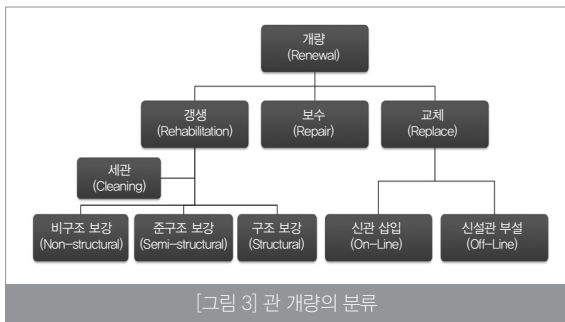 개량
(Renewal)
갱생
(Rehabilitation)
보수
(Repair)
교체
(Replace)
세관
(Cleaning)
비구조 보강
(Non-structural)
준구조 보강
(Semi-structural)
구조 보강
(Structural)
신관 삽입
(On-Line)
신설관 부설
(Off-Line)
[그림 3] 관 개량의 분류